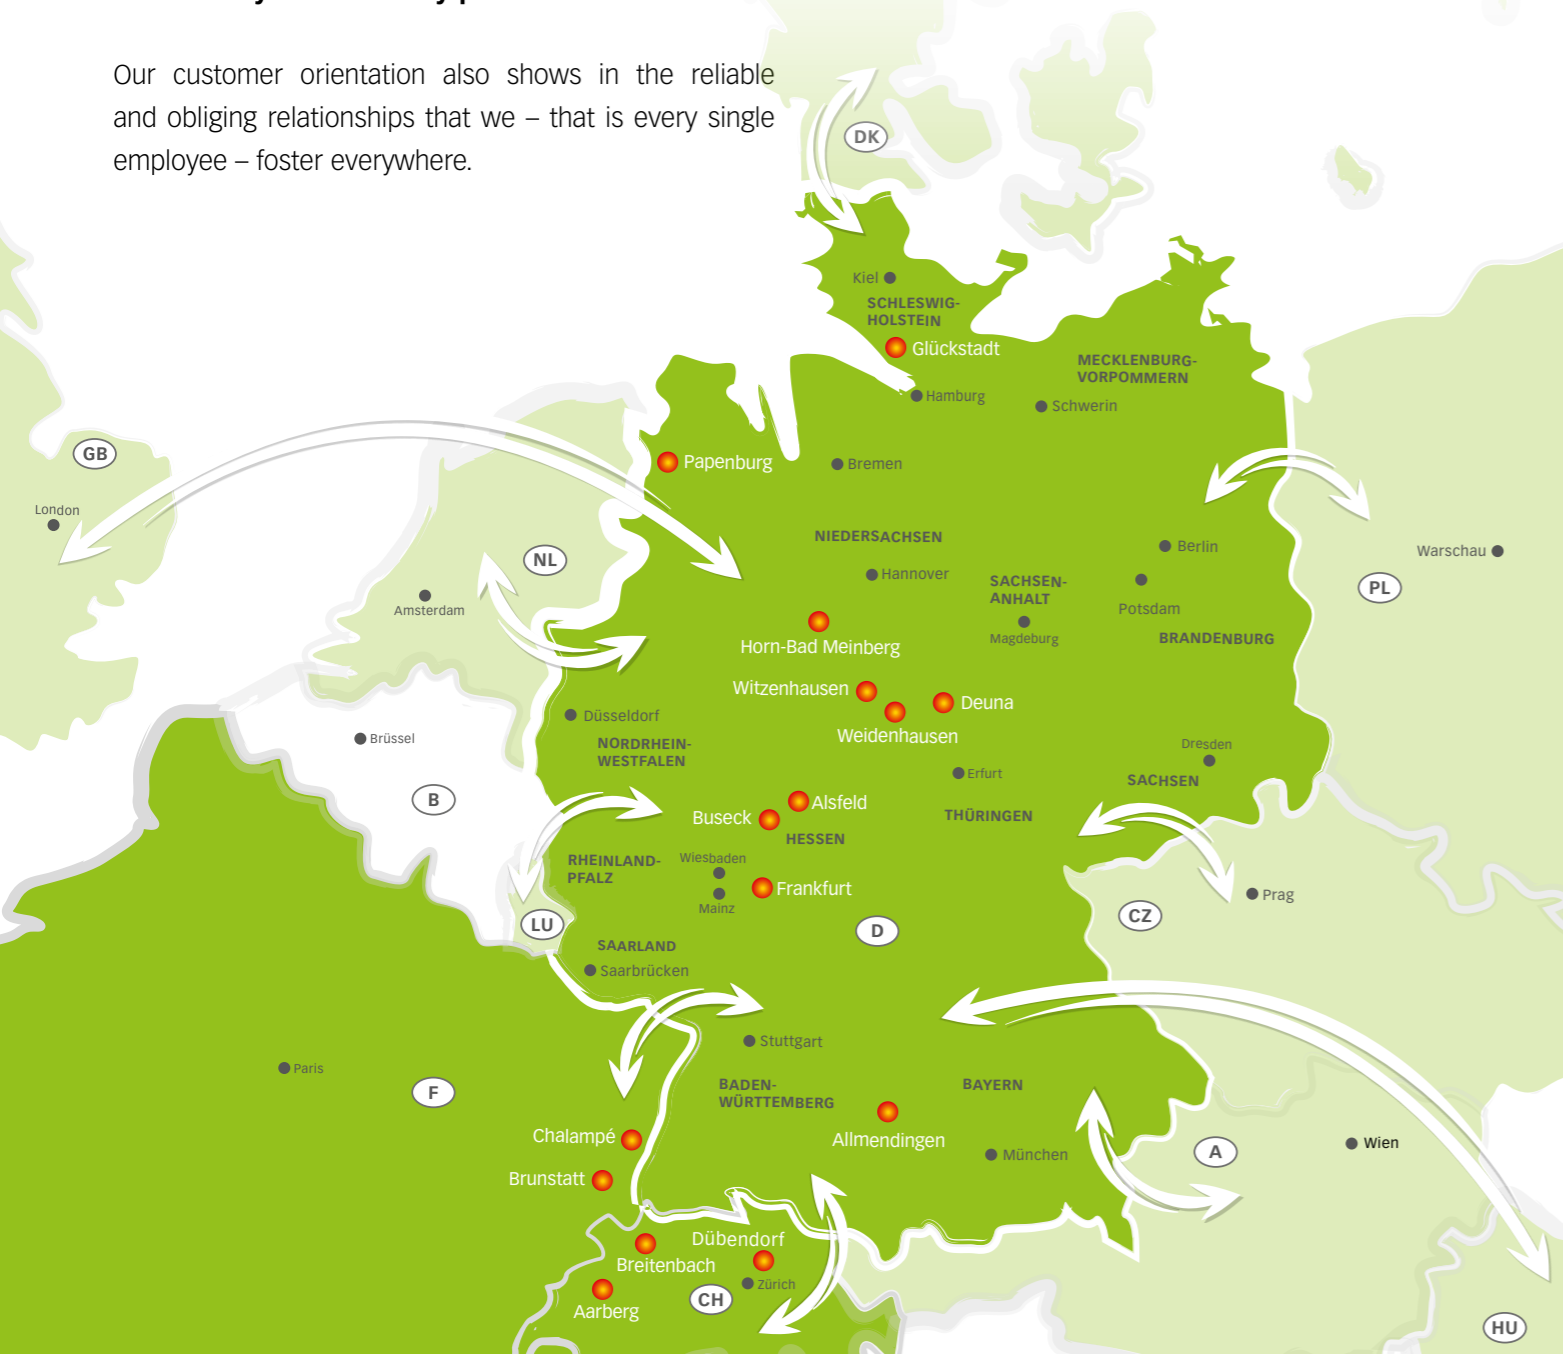 Our customer orientation also shows in the reliable
and obliging relationships that we – that is every single
employee – foster everywhere.
DK
Kiel
SCHLESWIG-
HOLSTEIN
Glückstadt
MECKLENBURG-
VORPOMMERN
Hamburg
Schwerin
GB
London
Papenburg
Bremen
NIEDERSACHSEN
Hannover
Berlin
Warschau
NL
Amsterdam
SACHSEN-
ANHALT
Magdeburg
Potsdam
PL
BRANDENBURG
Horn-Bad Meinberg
Witzenhausen
Deuna
Weidenhausen
Düsseldorf
NORDRHEIN-
WESTFALEN
Brüssel
B
Dresden
SACHSEN
Erfurt
THÜRINGEN
Alsfeld
Buseck
HESSEN
RHEINLAND-
PFALZ
Wiesbaden
Mainz
Frankfurt
Prag
CZ
LU
D
SAARLAND
Saarbrücken
Stuttgart
Paris
F
BADEN-
WÜRTTEMBERG
BAYERN
Chalampé
Allmendingen
München
A
Wien
Brunstatt
Dübendorf
Breitenbach
Zürich
CH
Aarberg
HU